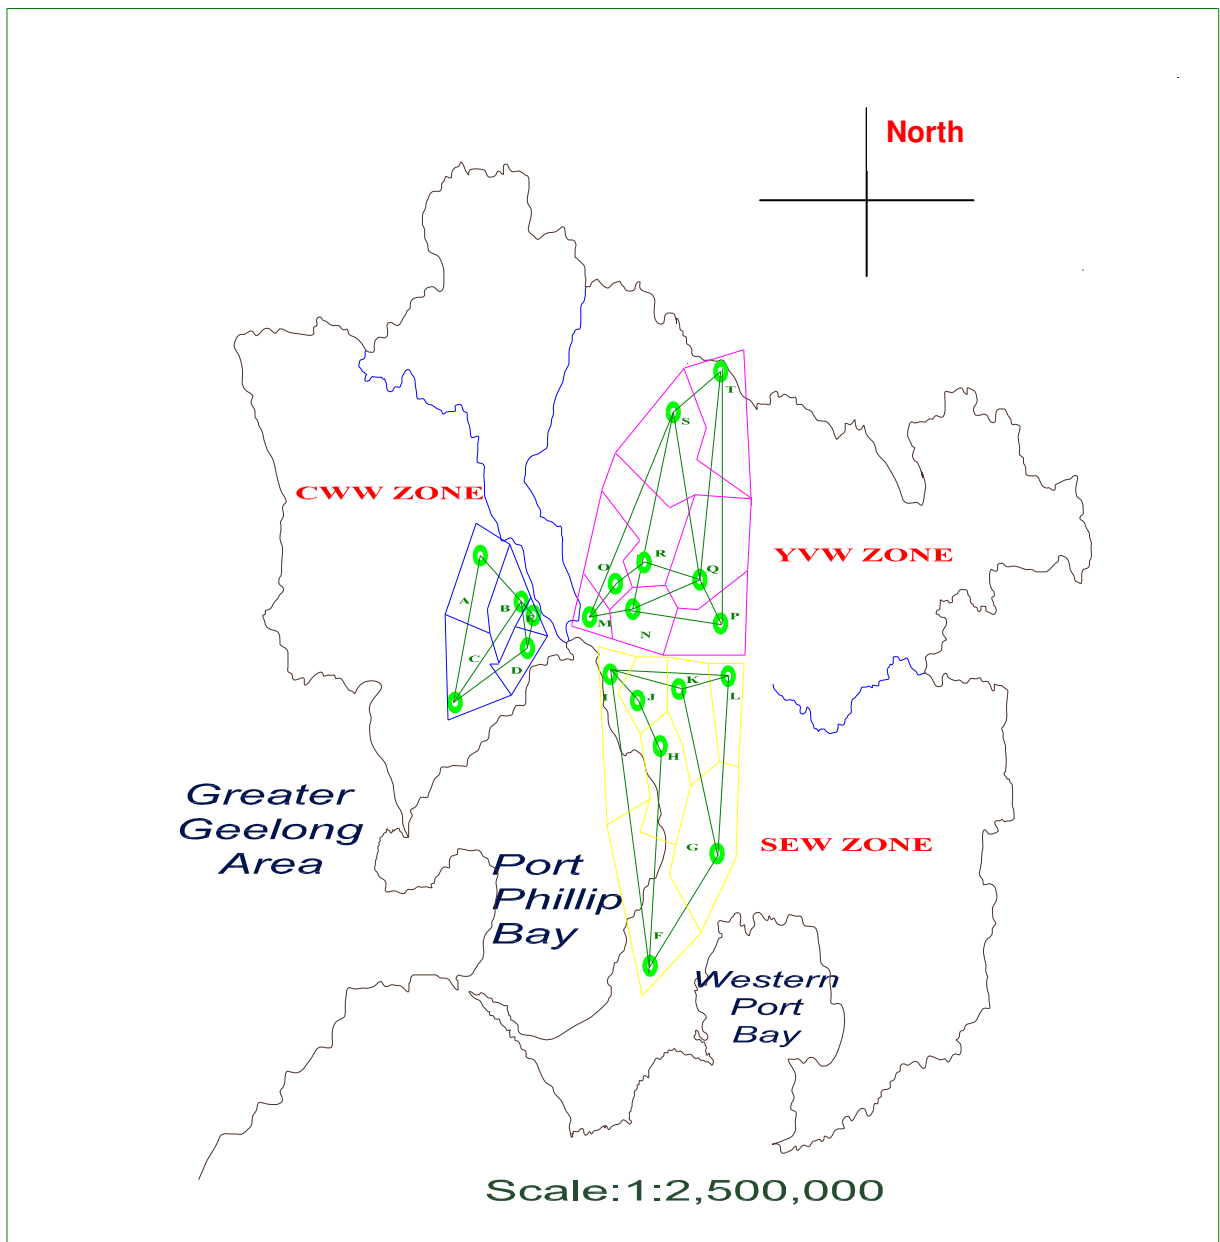 North
T
S
CWW ZONE
YVW ZONE
R
O
Q
A
B
E
M
N
P
C
D
I
J
K
L
H
Greater
Geelong
Area
G
SEW ZONE
Port
Phillip
Bay
F
Western
Port
Bay
Scale:1:2,500,000